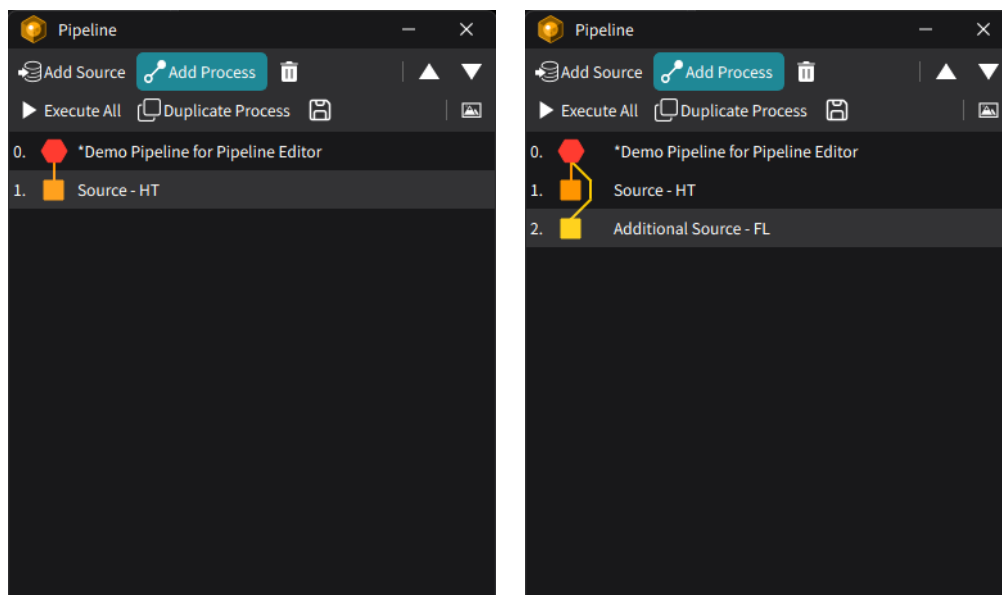 Pipeline
Add Source Add Process
Execute All Duplicate Process
0. *Demo Pipeline for Pipeline Editor
1. Source - HT
Pipeline
Add Source Add Process
Execute All Duplicate Process
0. *Demo Pipeline for Pipeline Editor
1. Source - HT
2. Additional Source - FL